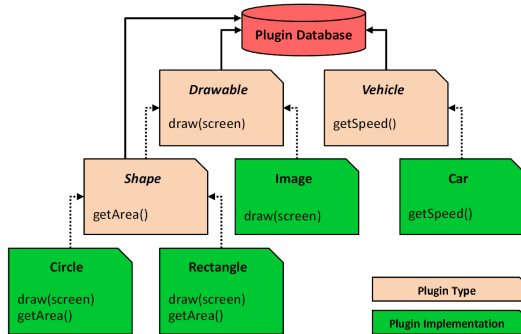 Plugin Database
Drawable
draw(screen)
Vehicle
getSpeed()
Shape
getArea()
Image
draw(screen)
Car
getSpeed()
Circle
draw(screen)
getArea()
Rectangle
draw(screen)
getArea()
Plugin Type
Plugin Implementation